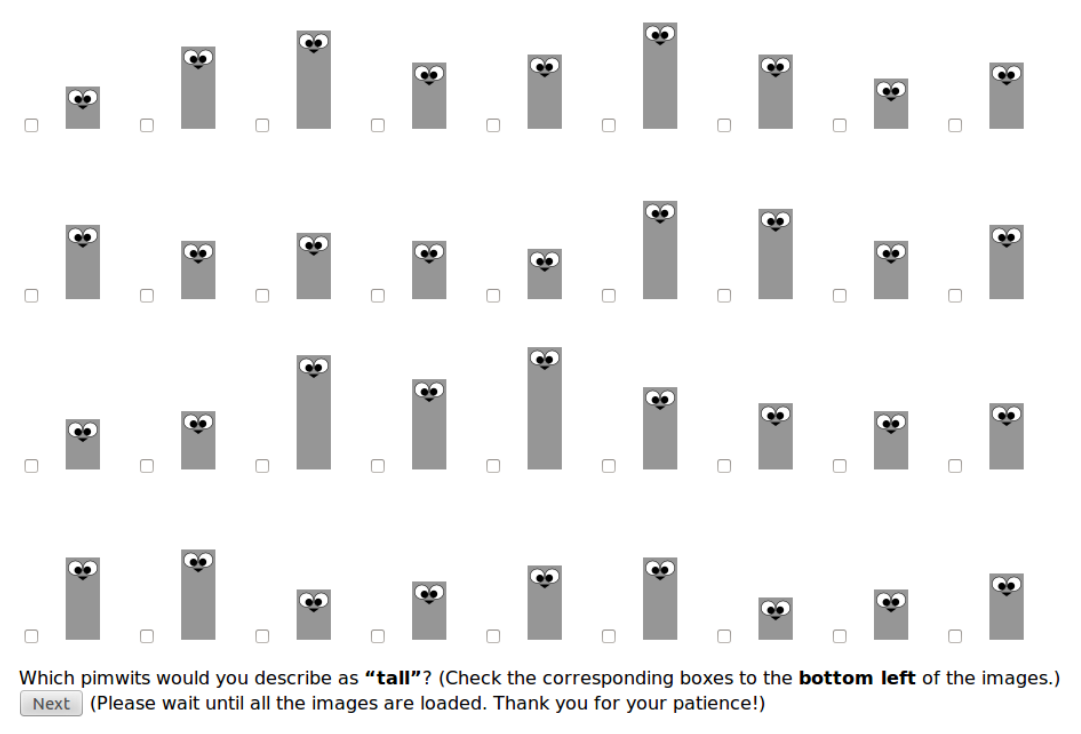 Which pimwits would you describe as “tall”? (Check the corresponding boxes to the bottom left of the images.)
Next (Please wait until all the images are loaded. Thank you for your patience!)